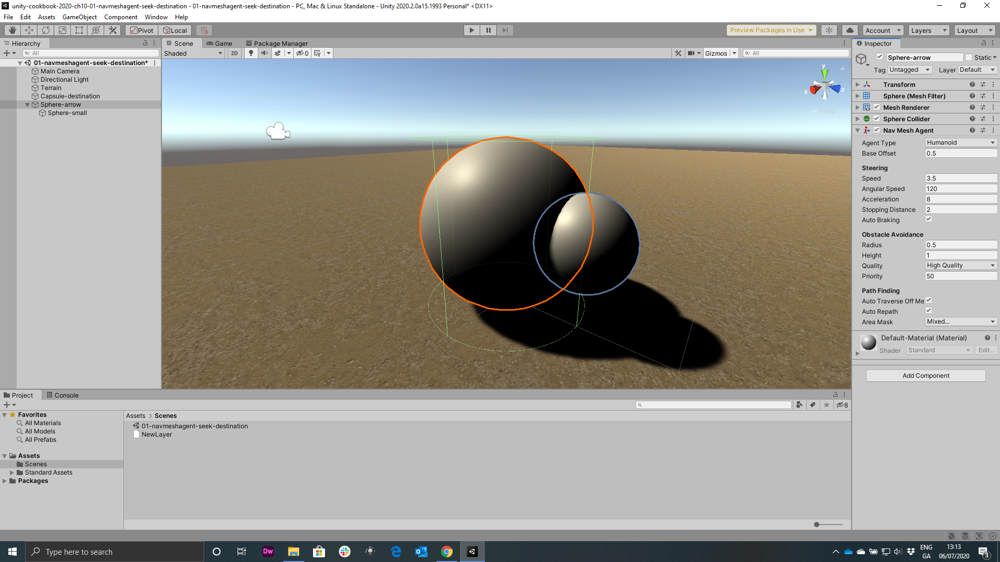 unity-cookbook-2020-ch10-01-navmeshagent-seek-destination - 01-navmeshagent-seek-destination - PC, Mac & Linux Standalone - Unity 2020.2.0a15.1993 Personal* <DX11>
File Edit Assets GameObject Component Window Help
Pivot Local Preview Packages in Use Account Layers Layout
Hierarchy
All
01-navmeshagent-seek-destination*
Main Camera
Directional Light
Terrain
Capsule-destination
Sphere-arrow
Sphere-small
Scene Game Package Manager
Shaded 2D 0 Gizmos All
y
x z
Persp
Inspector
Sphere-arrow Static
Tag Untagged Layer Default
Transform
Sphere (Mesh Filter)
Mesh Renderer
Sphere Collider
Nav Mesh Agent
Agent Type Humanoid
Base Offset 0.5
Steering
Speed 3.5
Angular Speed 120
Acceleration 8
Stopping Distance 2
Auto Braking
Obstacle Avoidance
Radius 0.5
Height 1
Quality High Quality
Priority 50
Path Finding
Auto Traverse Off Me
Auto Repath
Area Mask Mixed...
Default-Material (Material)
Shader Standard Edit...
Add Component
Project Console
8
Favorites
All Materials
All Models
All Prefabs
Assets
Scenes
Standard Assets
Packages
Assets > Scenes
01-navmeshagent-seek-destination
NewLayer
Type here to search
Dw
ENG
GA
13:13
06/07/2020
3